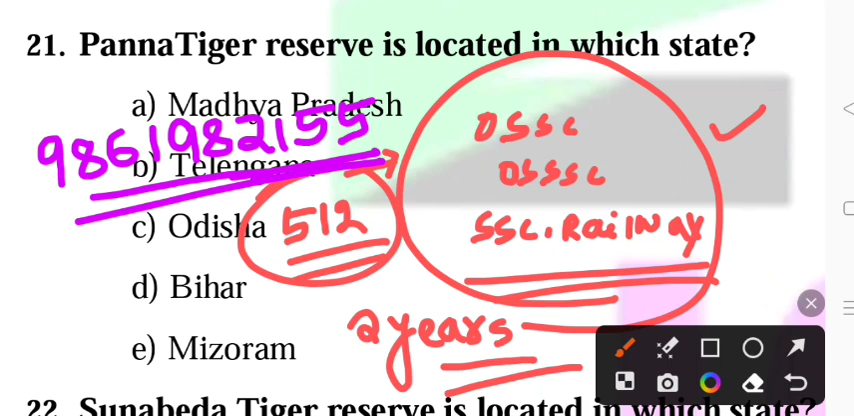 21. PannaTiger reserve is located in which state?
a) Madhya Pradesh
OSSC
9861982155
b) Telengana
OSSSC
c) Odisha
512
SSC. RailWay
d) Bihar
2 years
e) Mizoram
22. Sunabeda Tiger reserve is located in which state?